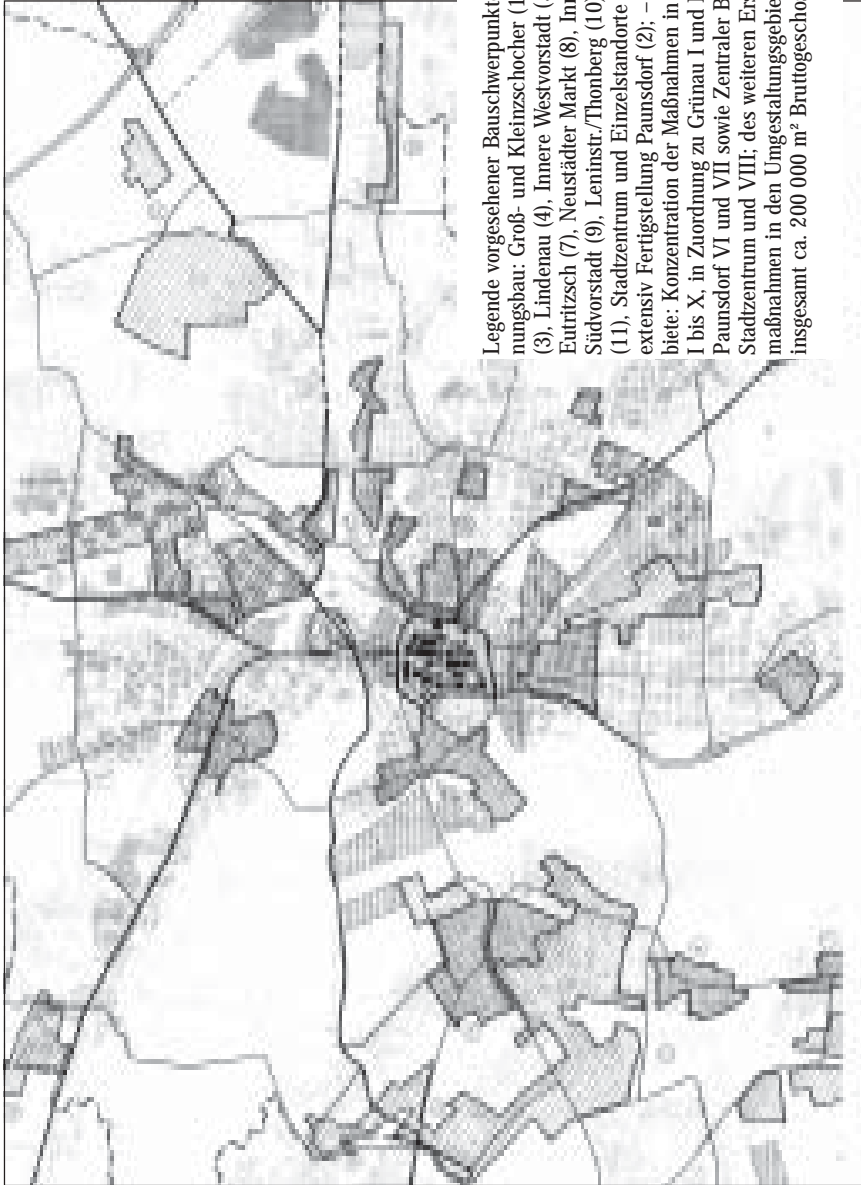 Legende vorgesehener Bauschwerpunkt
nungsbau: Groß- und Kleinzschocher (1
(3), Lindenau (4), Innere Westvorstadt (
Eutritzsch (7), Neustädter Markt (8), Inn
Südvorstadt (9), Leninstr./Thonberg (10)
(11), Stadtzentrum und Einzelstandorte
extensiv Fertigstellung Paunsdorf (2); –
biete: Konzentration der Maßnahmen in
I bis X, in Zuordnung zu Grünau I und
Paunsdorf VI und VII sowie Zentraler B
Stadtzentrum und VIII; des weiteren Ers
maßnahmen in den Umgestaltungsgebie
insgesamt ca. 200 000 m² Bruttogescho